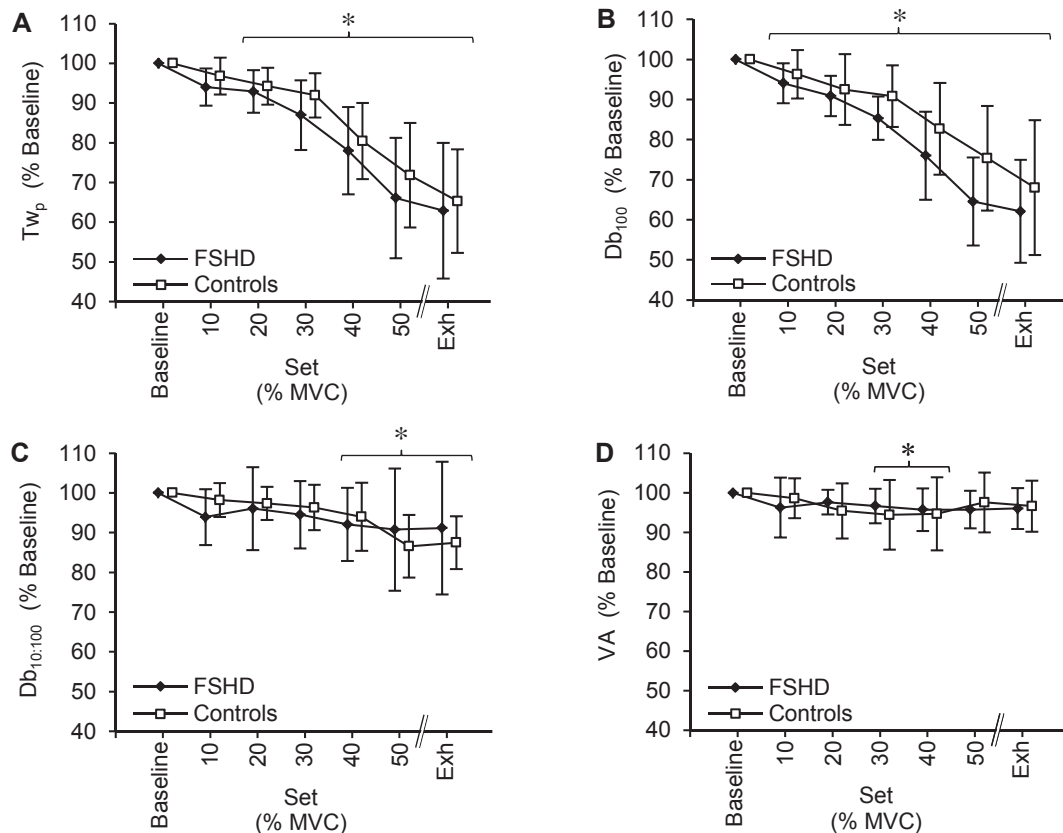 A
*
110
100
90
80
70
60
50
40
Twp (% Baseline)
FSHD
Controls
Baseline
10
20
30
40
50
Exh
Set
(% MVC)
B
*
110
100
90
80
70
60
50
40
Db100 (% Baaseline)
FSHD
Controls
Baseline
10
20
30
40
50
Exh
Set
(% MVC)
C
*
110
100
90
80
70
60
50
40
Db10:100 (% Baseline)
FSHD
Controls
Baseline
10
20
30
40
50
Exh
Set
(% MVC)
D
*
110
100
90
80
70
60
50
40
VA (% Baseline)
FSHD
Controls
Baseline
10
20
30
40
50
Exh
Set
(% MVC)